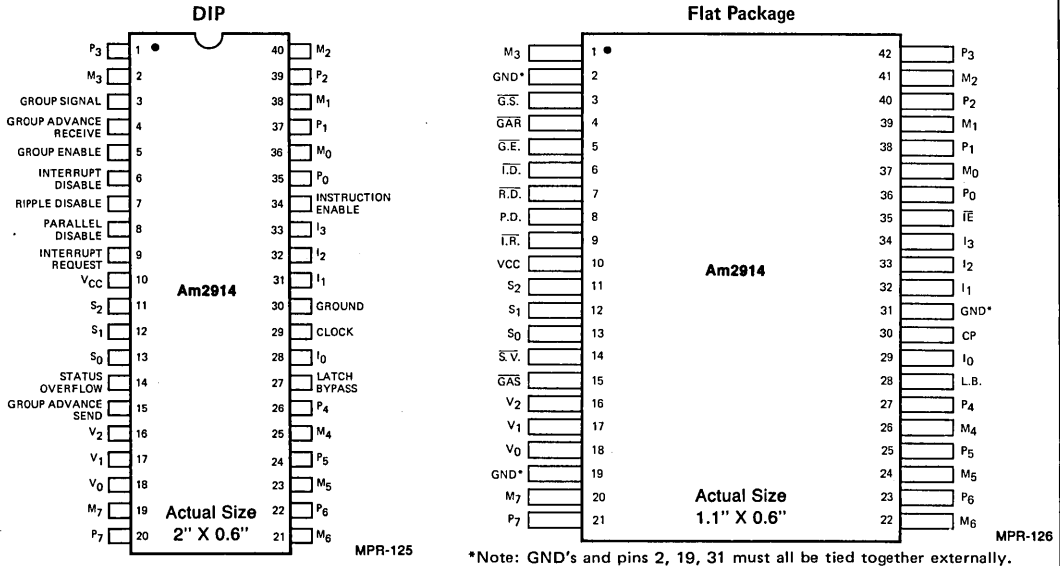 DIP
P3 1 40 M2
M3 2 39 P2
GROUP SIGNAL 3 38 M1
GROUP ADVANCE
RECEIVE 4 37 P1
GROUP ENABLE 5 36 M0
INTERRUPT
DISABLE 6 35 P0
RIPPLE DISABLE 7 34 INSTRUCTION
ENABLE
PARALLEL
DISABLE 8 33 I3
INTERRUPT
REQUEST 9 32 I2
VCC 10 31 I1
Am2914
S2 11 30 GROUND
S1 12 29 CLOCK
S0 13 28 I0
STATUS
OVERFLOW 14 27 LATCH
BYPASS
GROUP ADVANCE
SEND 15 26 P4
V2 16 25 M4
V1 17 24 P5
V0 18 23 M5
M7 19 22 P6
P7 20 21 M6
Actual Size
2" X 0.6"
MPR-125
Flat Package
M3 1 42 P3
GND* 2 41 M2
G.S. 3 40 P2
GAR 4 39 M1
G.E. 5 38 P1
I.D. 6 37 M0
R.D. 7 36 P0
P.D. 8 35 IE
I.R. 9 34 I3
VCC 10 33 I2
Am2914
S2 11 32 I1
S1 12 31 GND*
S0 13 30 CP
S.V. 14 29 I0
GAS 15 28 L.B.
V2 16 27 P4
V1 17 26 M4
V0 18 25 P5
GND* 19 24 M5
M7 20 23 P6
P7 21 22 M6
Actual Size
1.1" X 0.6"
MPR-126
*Note: GND's and pins 2, 19, 31 must all be tied together externally.